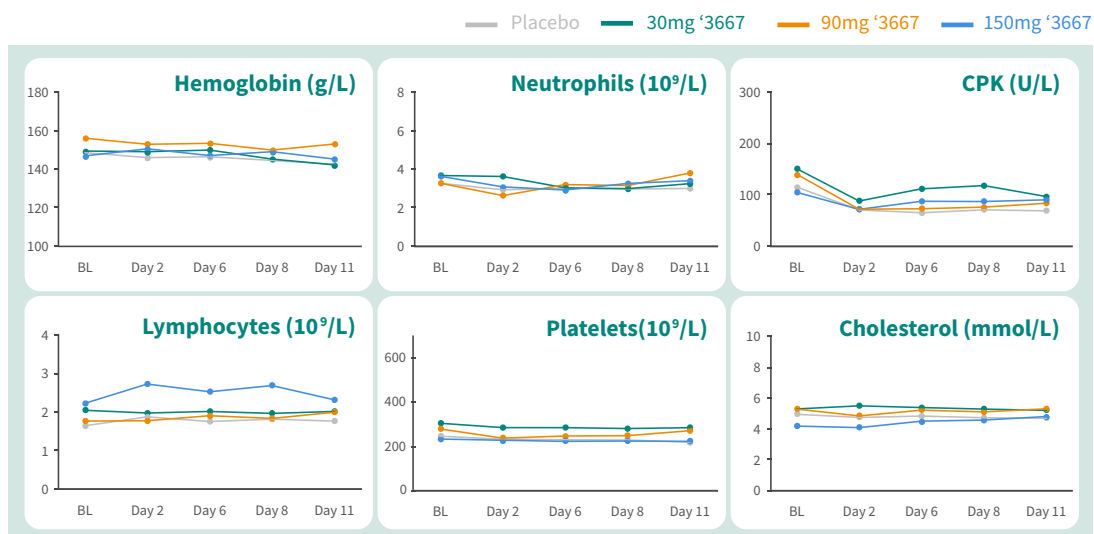 Placebo 30mg ‘3667 90mg ‘3667 150mg ‘3667
Hemoglobin (g/L)
180
160
140
120
100
BL Day 2 Day 6 Day 8 Day 11
Neutrophils (10⁹/L)
8
6
4
2
0
BL Day 2 Day 6 Day 8 Day 11
CPK (U/L)
300
200
100
0
BL Day 2 Day 6 Day 8 Day 11
Lymphocytes (10⁹/L)
4
3
2
1
0
BL Day 2 Day 6 Day 8 Day 11
Platelets(10⁹/L)
600
400
200
0
BL Day 2 Day 6 Day 8 Day 11
Cholesterol (mmol/L)
10
8
6
4
2
0
BL Day 2 Day 6 Day 8 Day 11